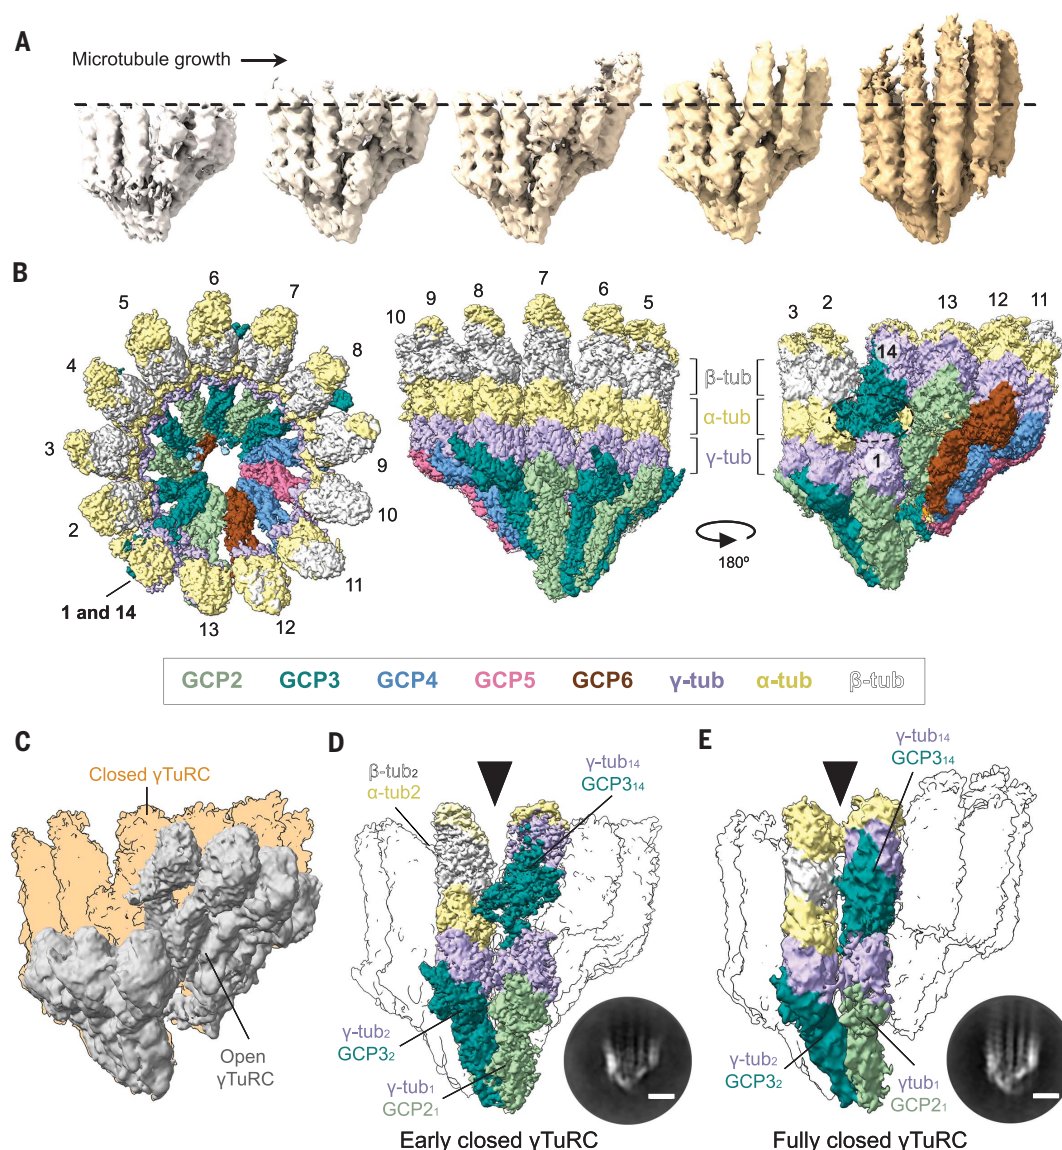 A
Microtubule growth
B
6
5
7
4
8
3
9
2
10
1 and 14
11
13
12
10
9
8
7
6
5
β-tub
α-tub
γ-tub
180º
3
2
13
12
11
14
1
GCP2 GCP3 GCP4 GCP5 GCP6 γ-tub α-tub β-tub
C
Closed γTuRC
Open
γTuRC
D
β-tub2
α-tub2
γ-tub14
GCP314
γ-tub2
GCP32
γ-tub1
GCP21
Early closed γTuRC
E
γ-tub14
GCP314
γ-tub2
GCP32
γtub1
GCP21
Fully closed γTuRC